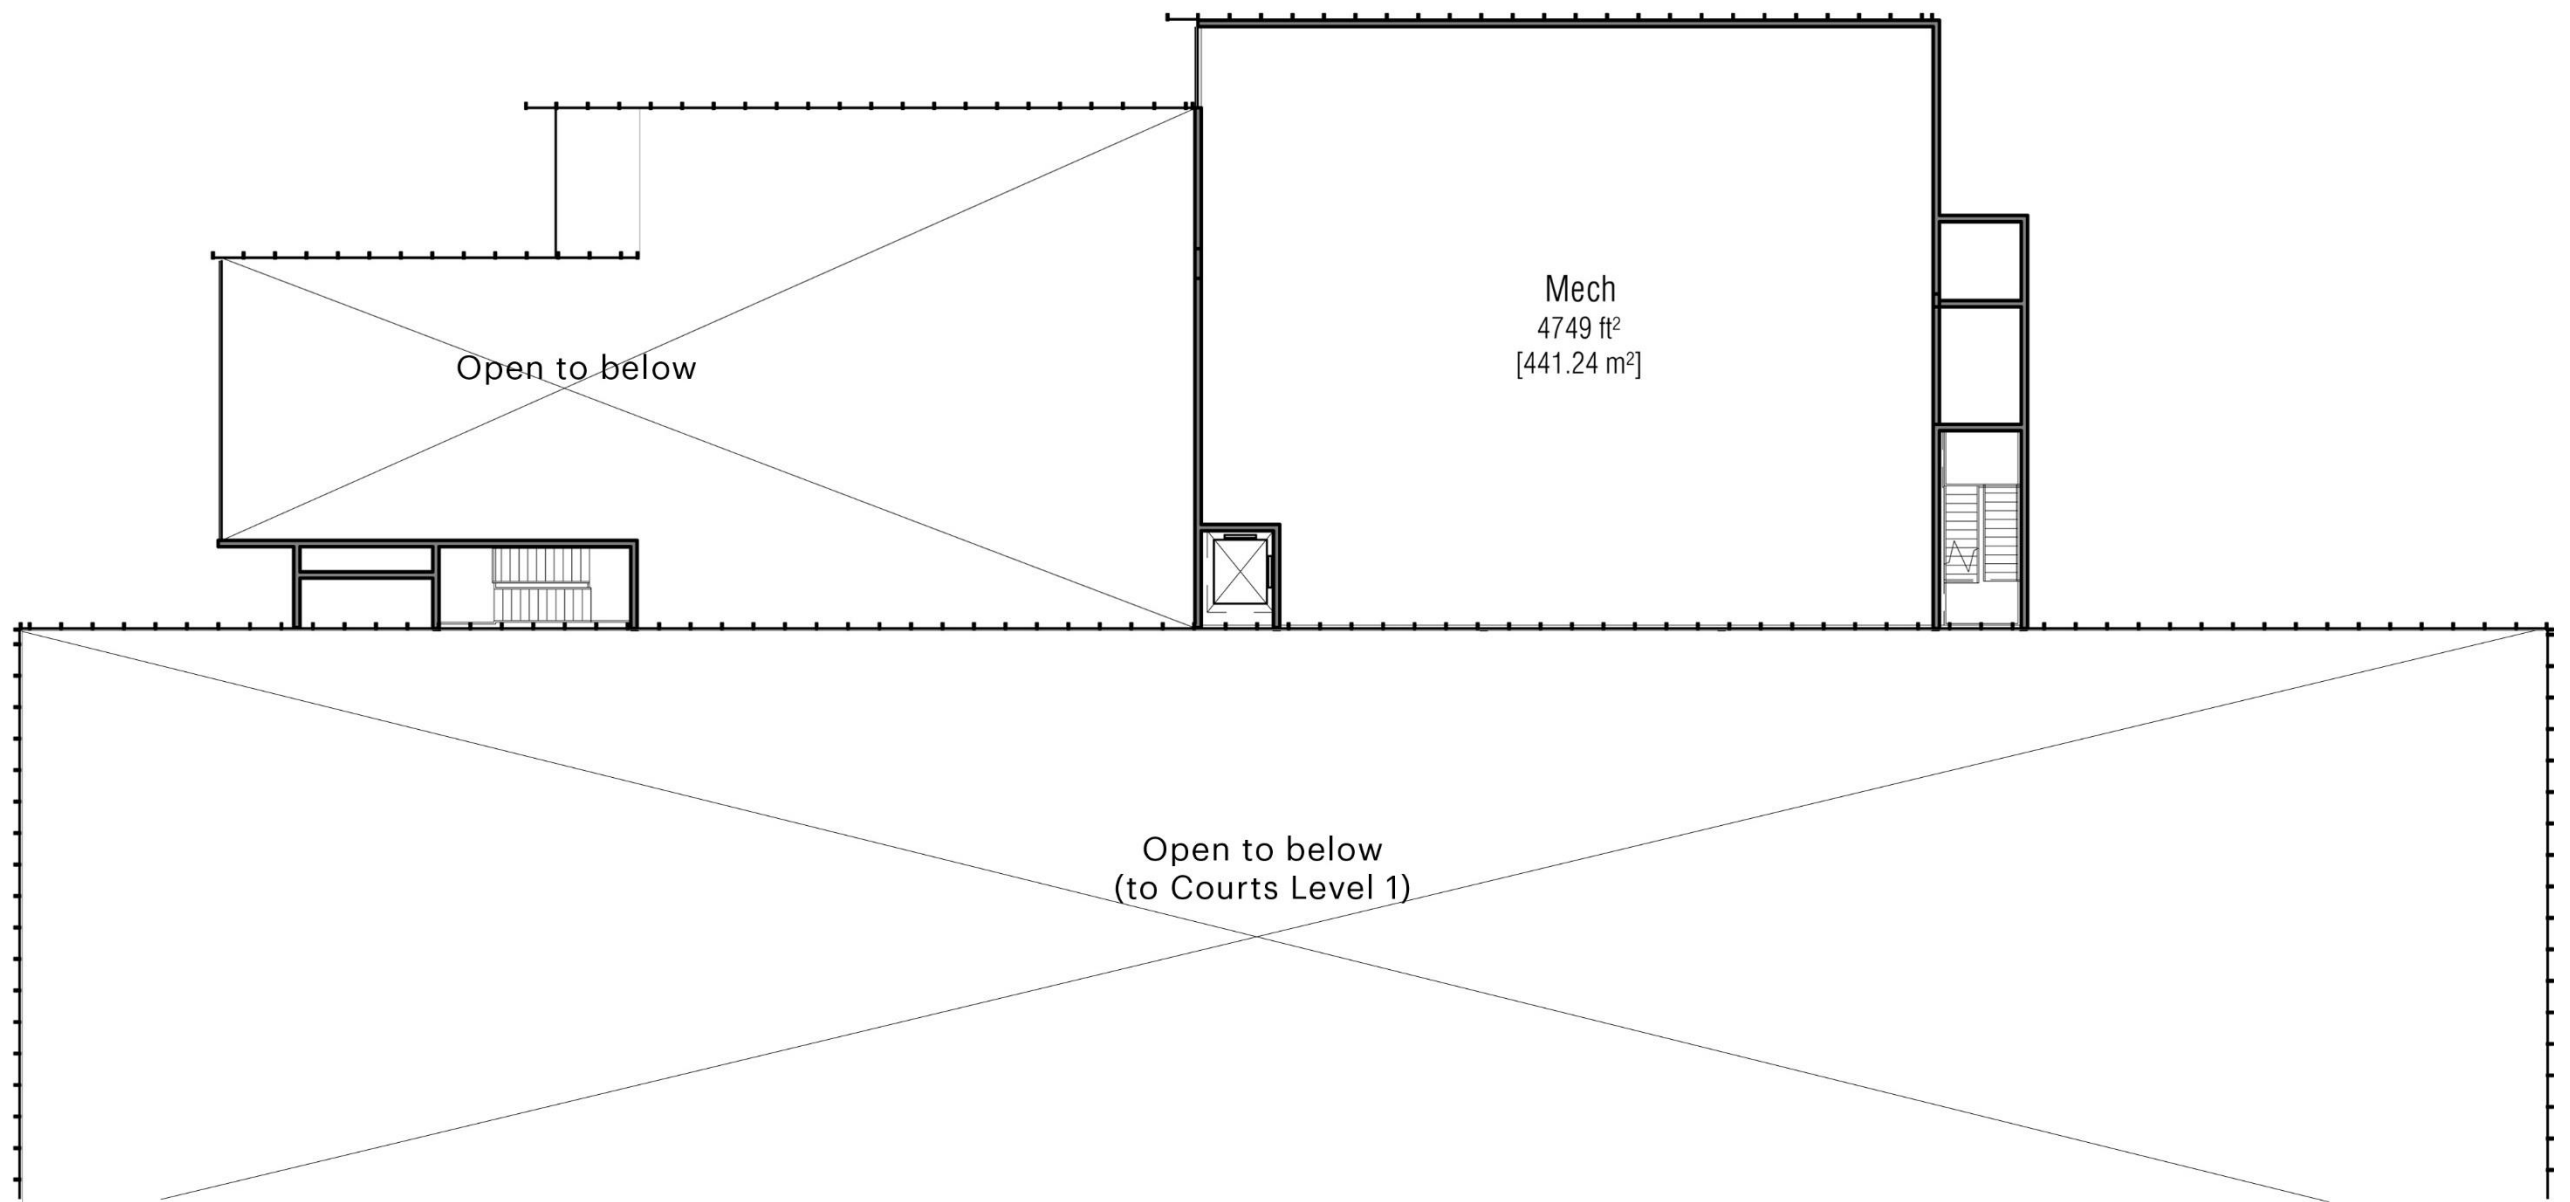 Mech
4749 ft²
[441.24 m²]
Open to below
Open to below
(to Courts Level 1)